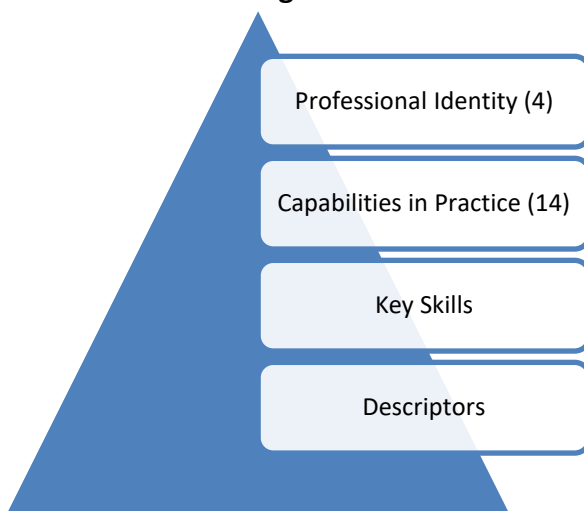 Professional Identity (4)
Capabilities in Practice (14)
Key Skills
Descriptors